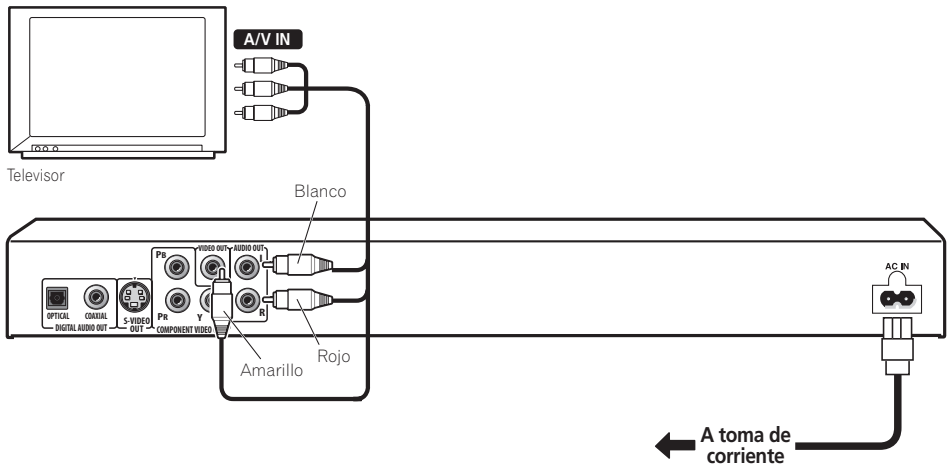 A/V IN
Televisor
Blanco
VIDEO OUT
AUDIO OUT
PB
L
AC IN
OPTICAL
COAXIAL
DIGITAL AUDIO OUT
S-VIDEO
OUT
PR
Y
R
COMPONENT VIDEO
Rojo
Amarillo
A toma de
corriente